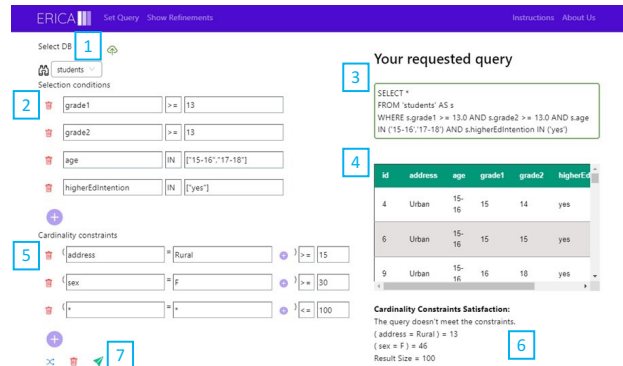 ERICA Set Query Show Refinements Instructions About Us
Select DB 1
students
Selection conditions
2 grade1 >= 13
grade2 >= 13
age IN ["15-16","17-18"]
higherEdIntention IN ["yes"]
Cardinality constraints
5 ( address = Rural ) >= 15
( sex = F ) >= 30
( * = * ) <= 100
7
Your requested query
3
SELECT *
FROM 'students' AS s
WHERE s.grade1 >= 13.0 AND s.grade2 >= 13.0 AND s.age
IN ('15-16','17-18') AND s.higherEdIntention IN ('yes')
4
id address age grade1 grade2 higherEd
4 Urban 15-16 15 14 yes
6 Urban 15-16 15 15 yes
9 Urban 15-16 16 18 yes
Cardinality Constraints Satisfaction:
The query doesn't meet the constraints.
( address = Rural ) = 13
( sex = F ) = 46
Result Size = 100
6